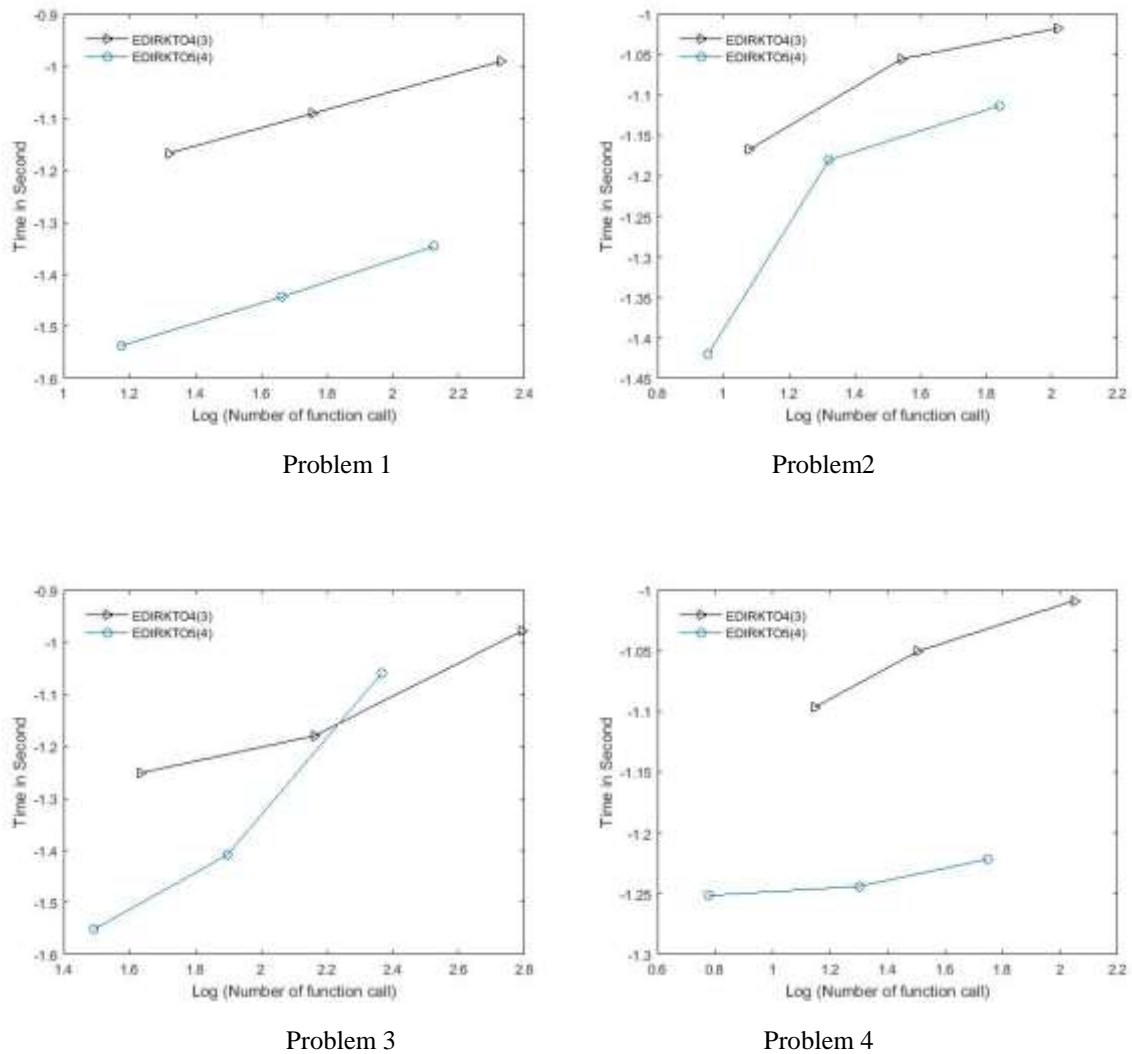 -0.9
-1
-1.1
-1.2
-1.3
-1.4
-1.5
-1.6
Time in Second
EDIRKTO4(3)
EDIRKTO5(4)
1 1.2 1.4 1.6 1.8 2 2.2 2.4
Log (Number of function call)
Problem 1
-1
-1.05
-1.1
-1.15
-1.2
-1.25
-1.3
-1.35
-1.4
-1.45
Time in Second
EDIRKTO4(3)
EDIRKTO5(4)
0.8 1 1.2 1.4 1.6 1.8 2 2.2
Log (Number of function call)
Problem2
-0.9
-1
-1.1
-1.2
-1.3
-1.4
-1.5
-1.6
Time in Second
EDIRKTO4(3)
EDIRKTO5(4)
1.4 1.6 1.8 2 2.2 2.4 2.6 2.8
Log (Number of function call)
Problem 3
-1
-1.05
-1.1
-1.15
-1.2
-1.25
-1.3
Time in Second
EDIRKTO4(3)
EDIRKTO5(4)
0.6 0.8 1 1.2 1.4 1.6 1.8 2 2.2
Log (Number of function call)
Problem 4